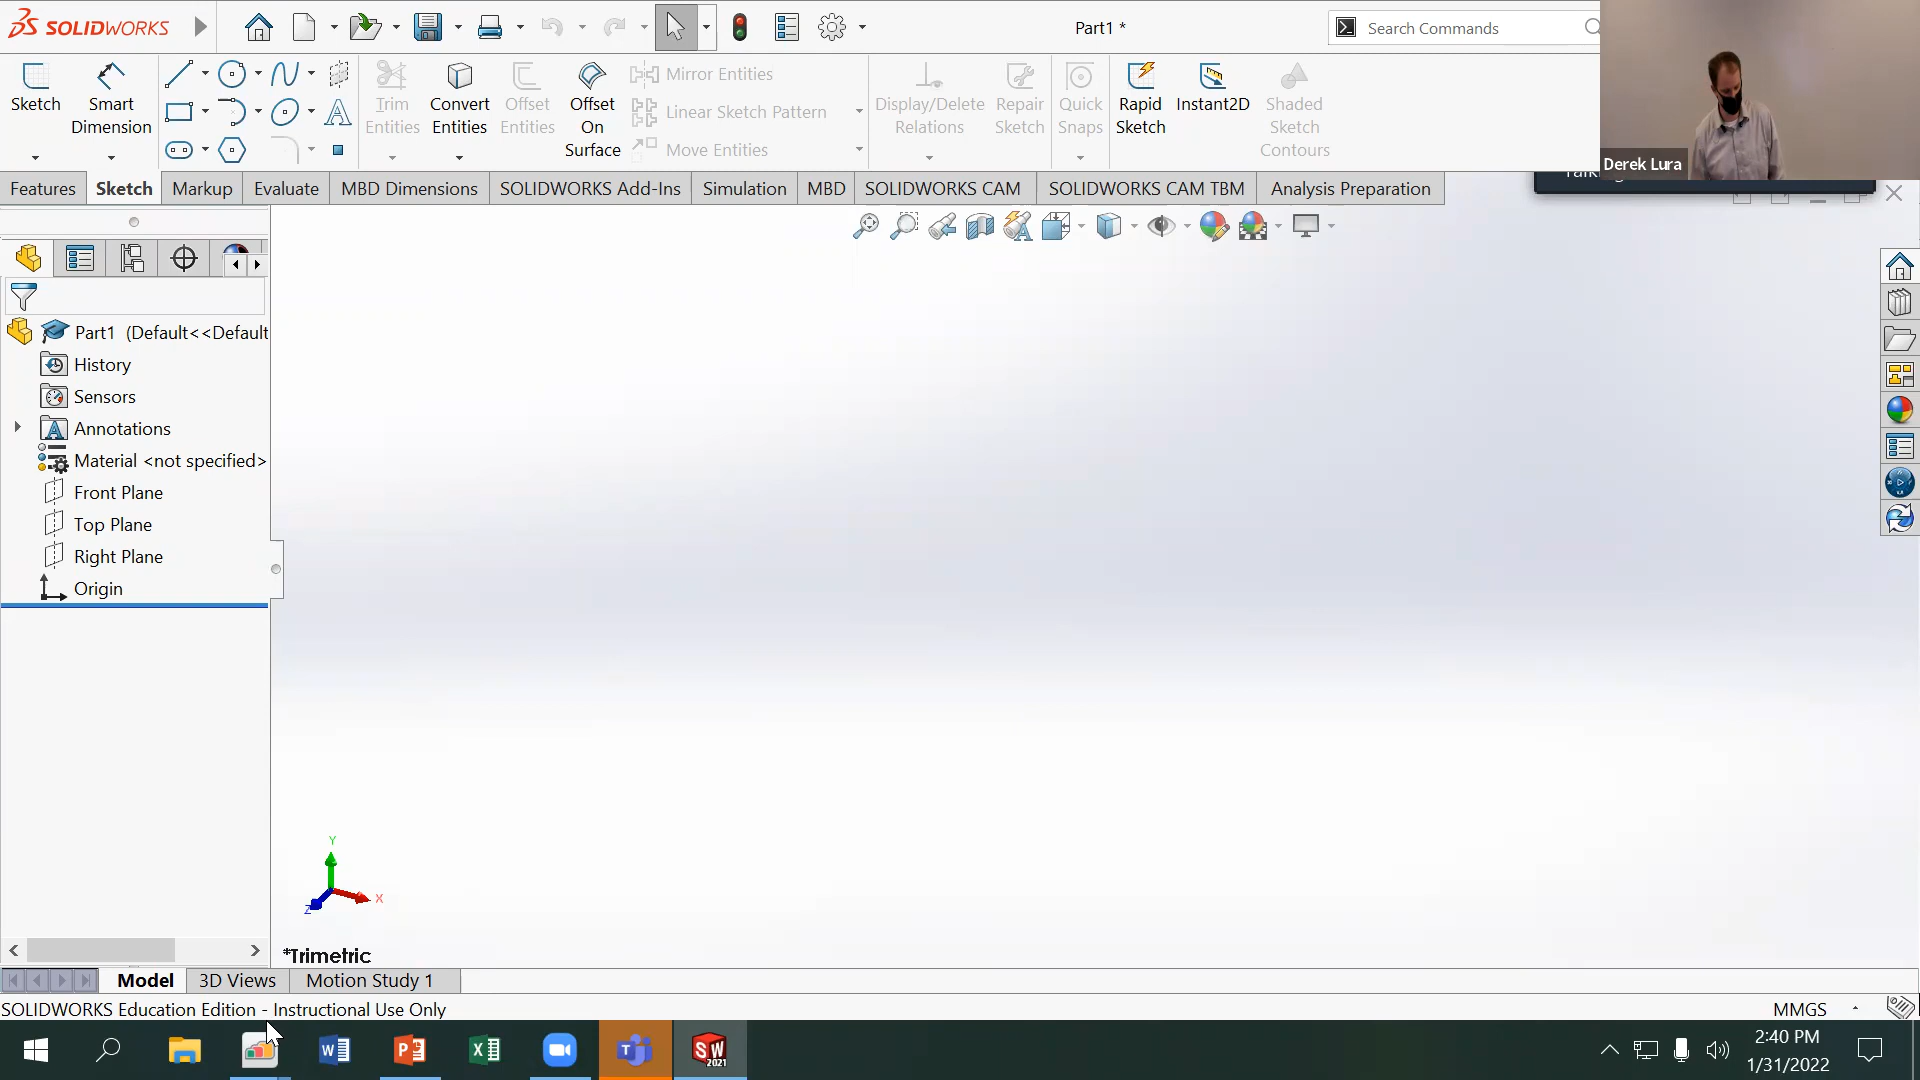 SOLIDWORKS
Part1 *
Search Commands
Sketch
Smart Dimension
Trim Entities
Convert Entities
Offset Entities
Offset On Surface
Mirror Entities
Linear Sketch Pattern
Move Entities
Display/Delete Relations
Repair Sketch
Quick Snaps
Rapid Sketch
Instant2D
Shaded Sketch Contours
Derek Lura
Features
Sketch
Markup
Evaluate
MBD Dimensions
SOLIDWORKS Add-Ins
Simulation
MBD
SOLIDWORKS CAM
SOLIDWORKS CAM TBM
Analysis Preparation
Part1 (Default<<Default
History
Sensors
Annotations
Material <not specified>
Front Plane
Top Plane
Right Plane
Origin
Y
X
Z
*Trimetric
Model
3D Views
Motion Study 1
SOLIDWORKS Education Edition - Instructional Use Only
MMGS
SW
2021
2:40 PM
1/31/2022